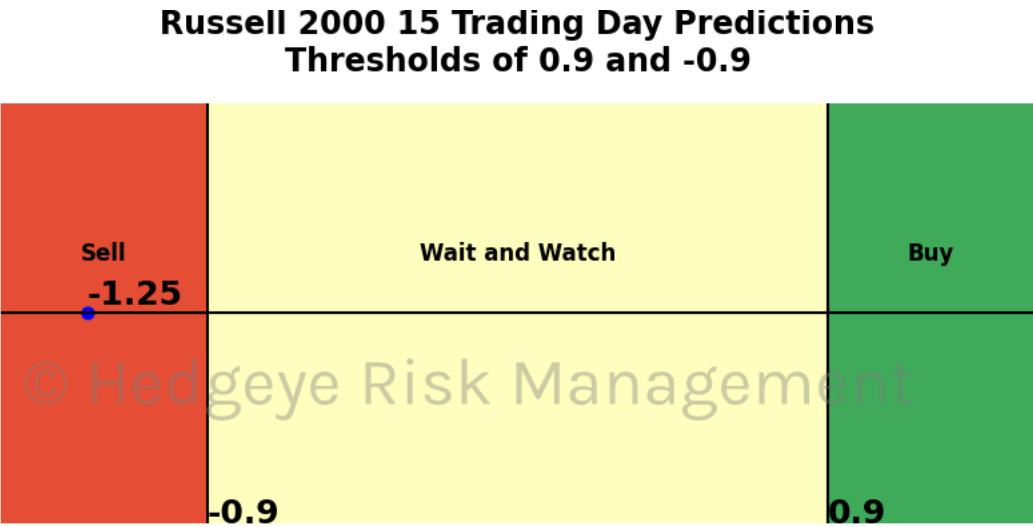 Russell 2000 15 Trading Day Predictions
Thresholds of 0.9 and -0.9
Sell
Wait and Watch
Buy
-1.25
© Hedgeye Risk Management
-0.9
0.9